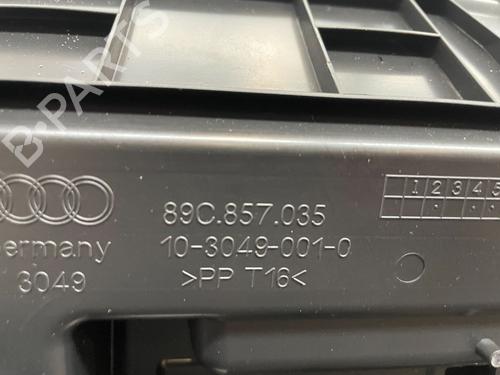 B-PARTS
89C.857.035
1 2 3 4 5
Germany 10-3049-001-0
3049 >PP T16<